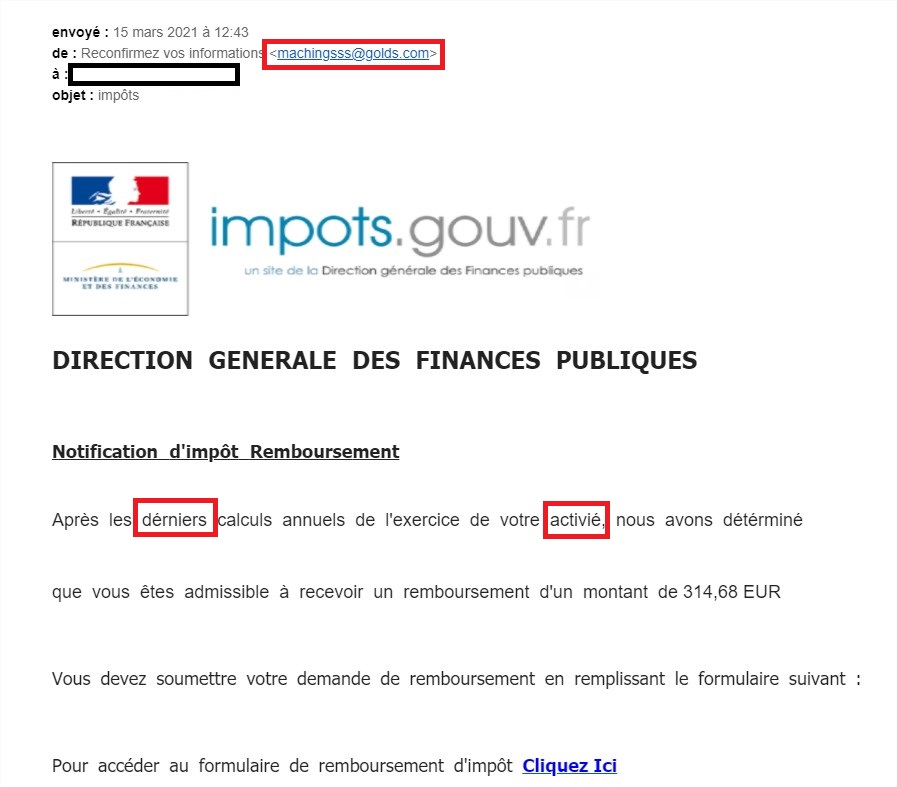 envoyé : 15 mars 2021 à 12:43
de : Reconfirmez vos informations <machingsss@golds.com>
à :
objet : impôts
Liberté • Égalité • Fraternité
RÉPUBLIQUE FRANÇAISE
MINISTÈRE DE L'ÉCONOMIE
ET DES FINANCES
impots.gouv.fr
un site de la Direction générale des Finances publiques
DIRECTION GENERALE DES FINANCES PUBLIQUES
Notification d'impôt Remboursement
Après les dérniers calculs annuels de l'exercice de votre activié, nous avons détérminé
que vous êtes admissible à recevoir un remboursement d'un montant de 314,68 EUR
Vous devez soumettre votre demande de remboursement en remplissant le formulaire suivant :
Pour accéder au formulaire de remboursement d'impôt Cliquez Ici